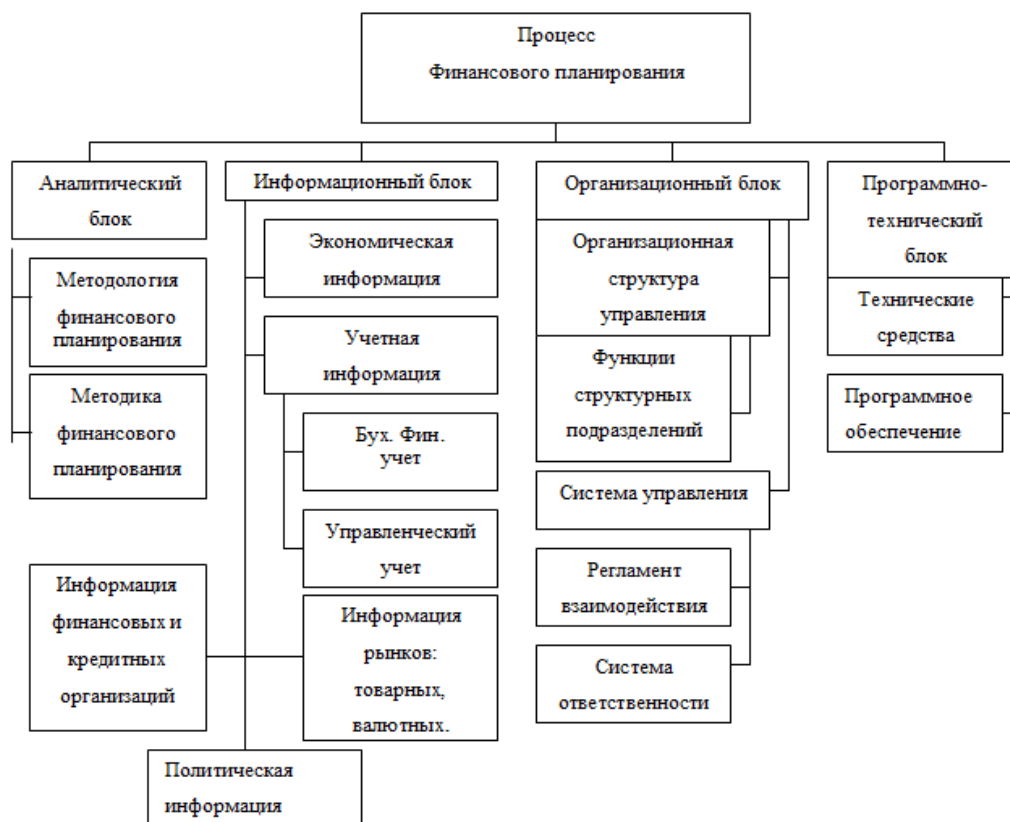 Процесс
Финансового планирования
Аналитический
блок
Методология
финансового
планирования
Методика
финансового
планирования
Информационный блок
Экономическая
информация
Учетная
информация
Бух. Фин.
учет
Управленческий
учет
Информация
финансовых и
кредитных
организаций
Информация
рынков:
товарных,
валютных.
Политическая
информация
Организационный блок
Организационная
структура
управления
Функции
структурных
подразделений
Система управления
Регламент
взаимодействия
Система
ответственности
Программно-
технический
блок
Технические
средства
Программное
обеспечение